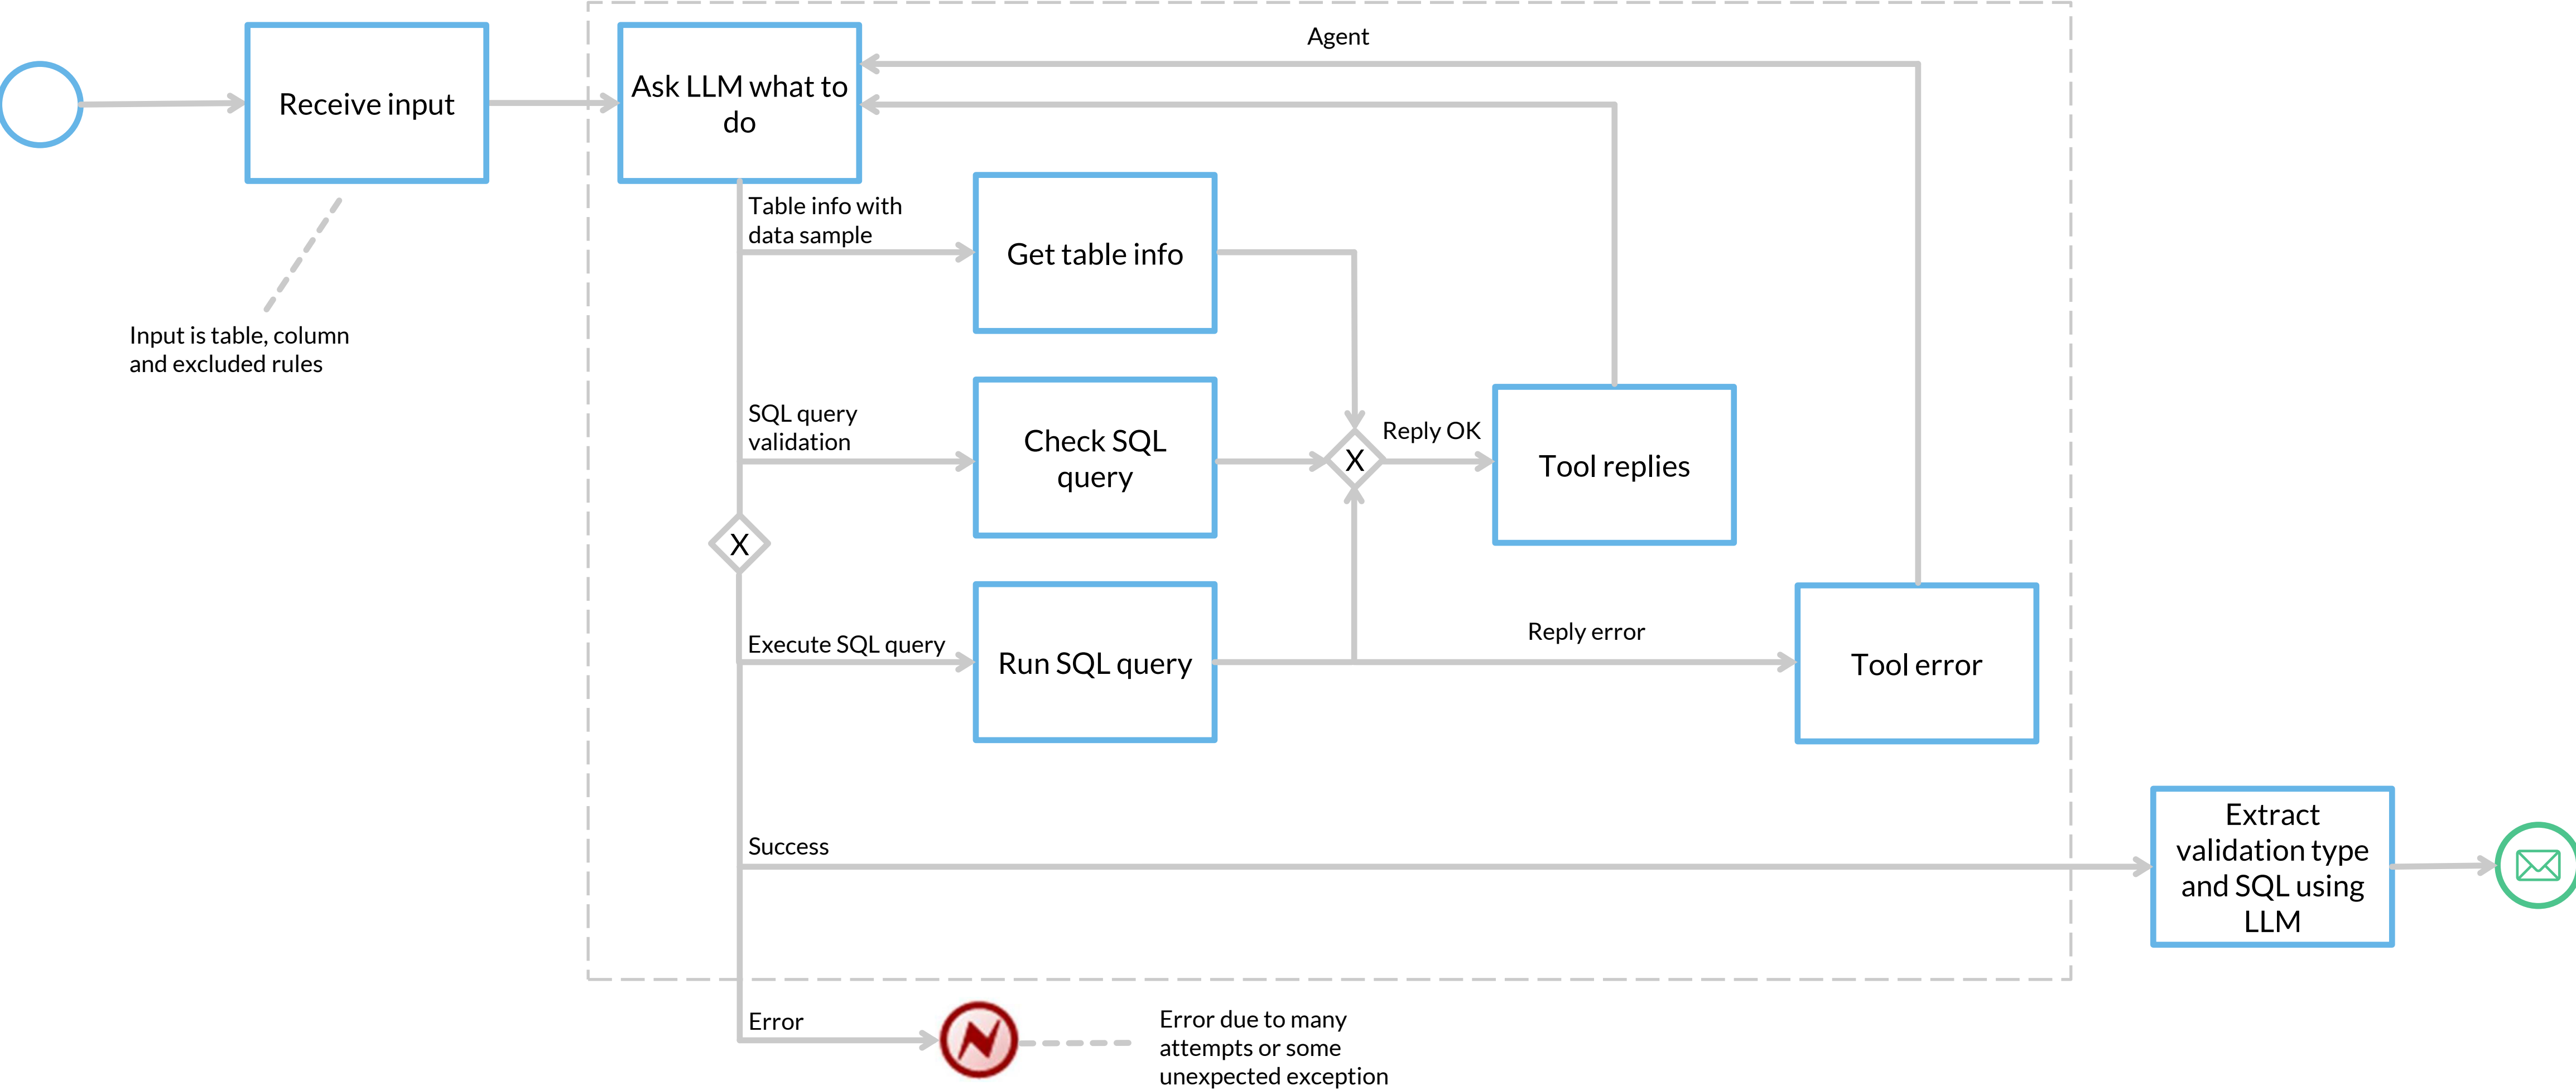 Agent
Receive input
Ask LLM what to
do
Table info with
data sample
Get table info
Input is table, column
and excluded rules
SQL query
validation
Check SQL
query
X
Reply OK
Tool replies
X
Execute SQL query
Run SQL query
Reply error
Tool error
Success
Extract
validation type
and SQL using
LLM
Error
Error due to many
attempts or some
unexpected exception